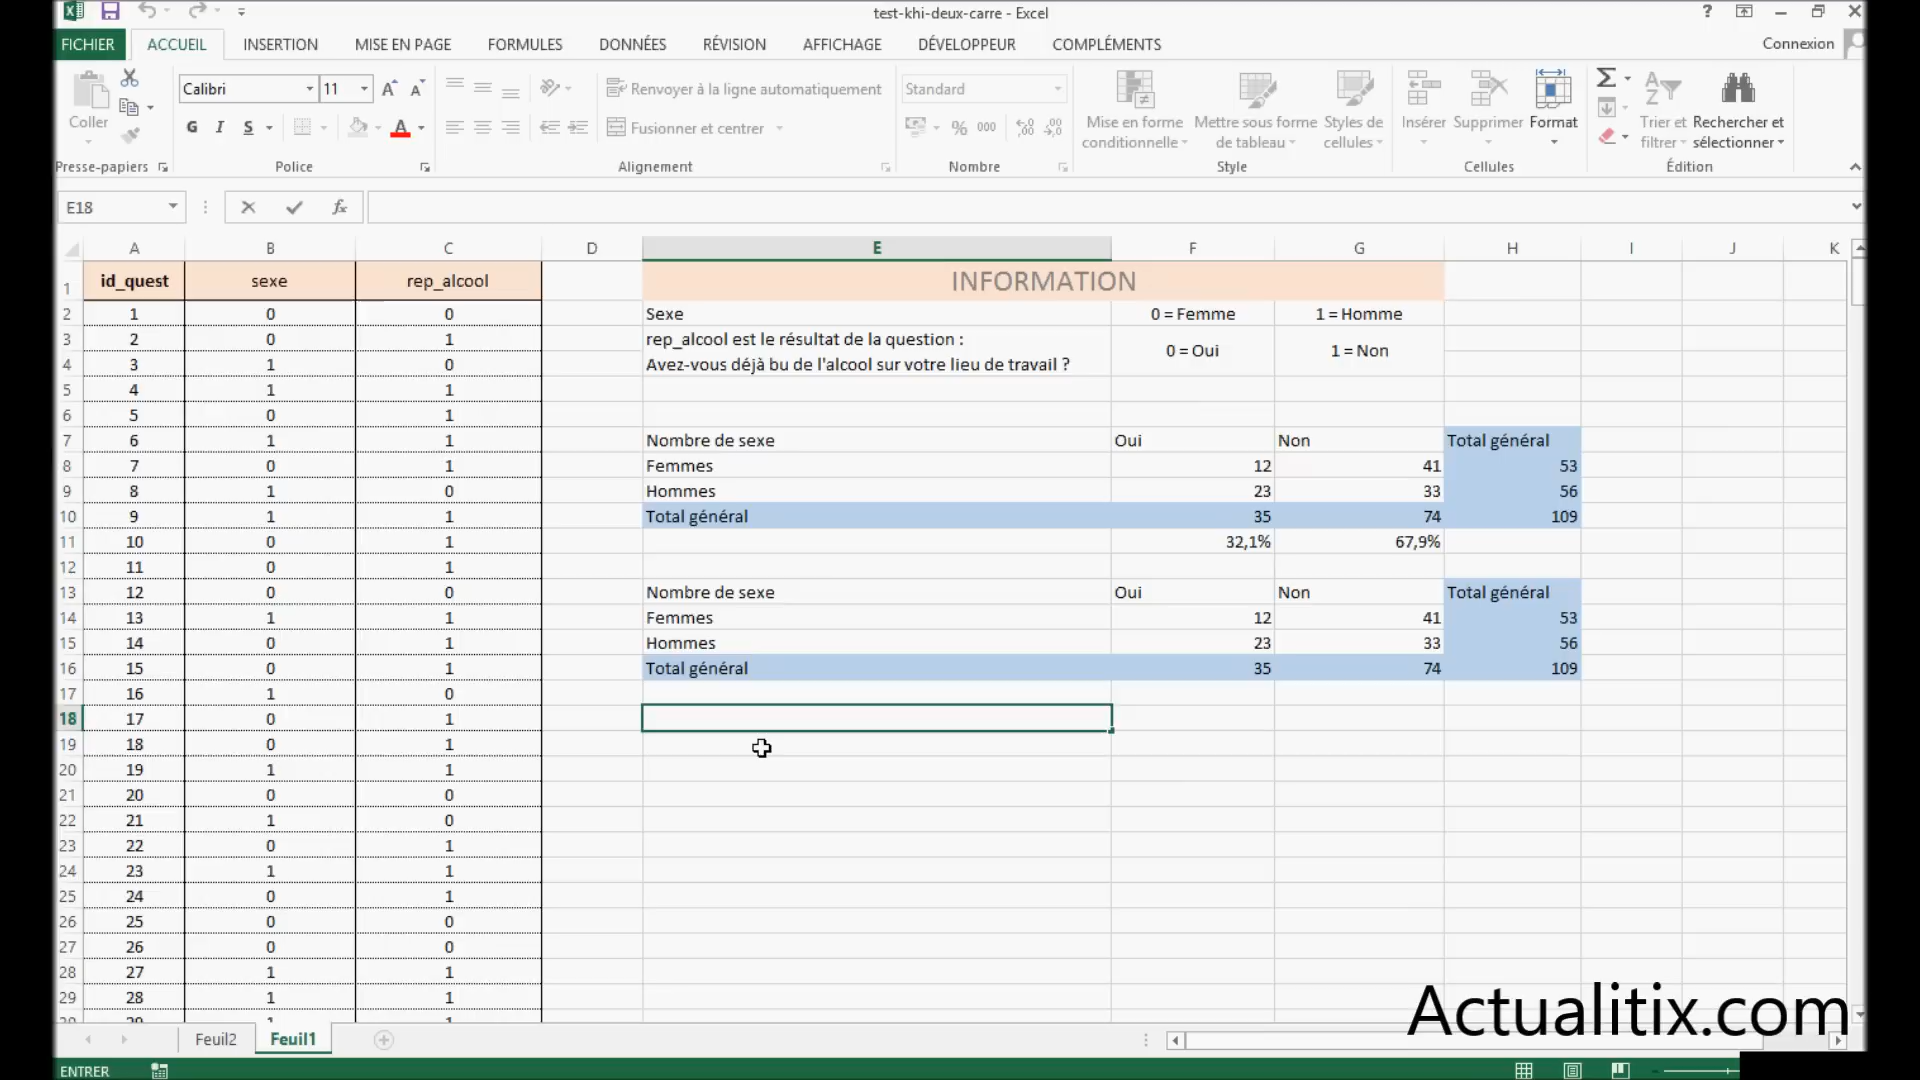 test-khi-deux-carre - Excel
?
FICHIER ACCUEIL INSERTION MISE EN PAGE FORMULES DONNÉES RÉVISION AFFICHAGE DÉVELOPPEUR COMPLÉMENTS Connexion
Coller
Presse-papiers
Calibri 11
G I S
Police
Renvoyer à la ligne automatiquement
Fusionner et centrer
Alignement
Standard
% 000
Nombre
Mise en forme conditionnelle
Mettre sous forme de tableau
Styles de cellules
Style
Insérer Supprimer Format
Cellules
Trier et filtrer
Rechercher et sélectionner
Édition
E18 fx
A B C D E F G H I J K
1 id_quest sexe rep_alcool INFORMATION
2 1 0 0 Sexe 0 = Femme 1 = Homme
3 2 0 1 rep_alcool est le résultat de la question : 0 = Oui 1 = Non
4 3 1 0 Avez-vous déjà bu de l'alcool sur votre lieu de travail ?
5 4 1 1
6 5 0 1
7 6 1 1 Nombre de sexe Oui Non Total général
8 7 0 1 Femmes 12 41 53
9 8 1 0 Hommes 23 33 56
10 9 1 1 Total général 35 74 109
11 10 0 1 32,1% 67,9%
12 11 0 1
13 12 0 0 Nombre de sexe Oui Non Total général
14 13 1 1 Femmes 12 41 53
15 14 0 1 Hommes 23 33 56
16 15 0 1 Total général 35 74 109
17 16 1 0
18 17 0 1
19 18 0 1
20 19 1 1
21 20 0 0
22 21 1 0
23 22 0 1
24 23 1 1
25 24 0 1
26 25 0 0
27 26 0 0
28 27 1 1
29 28 1 1
Actualitix.com
Feuil2 Feuil1
ENTRER